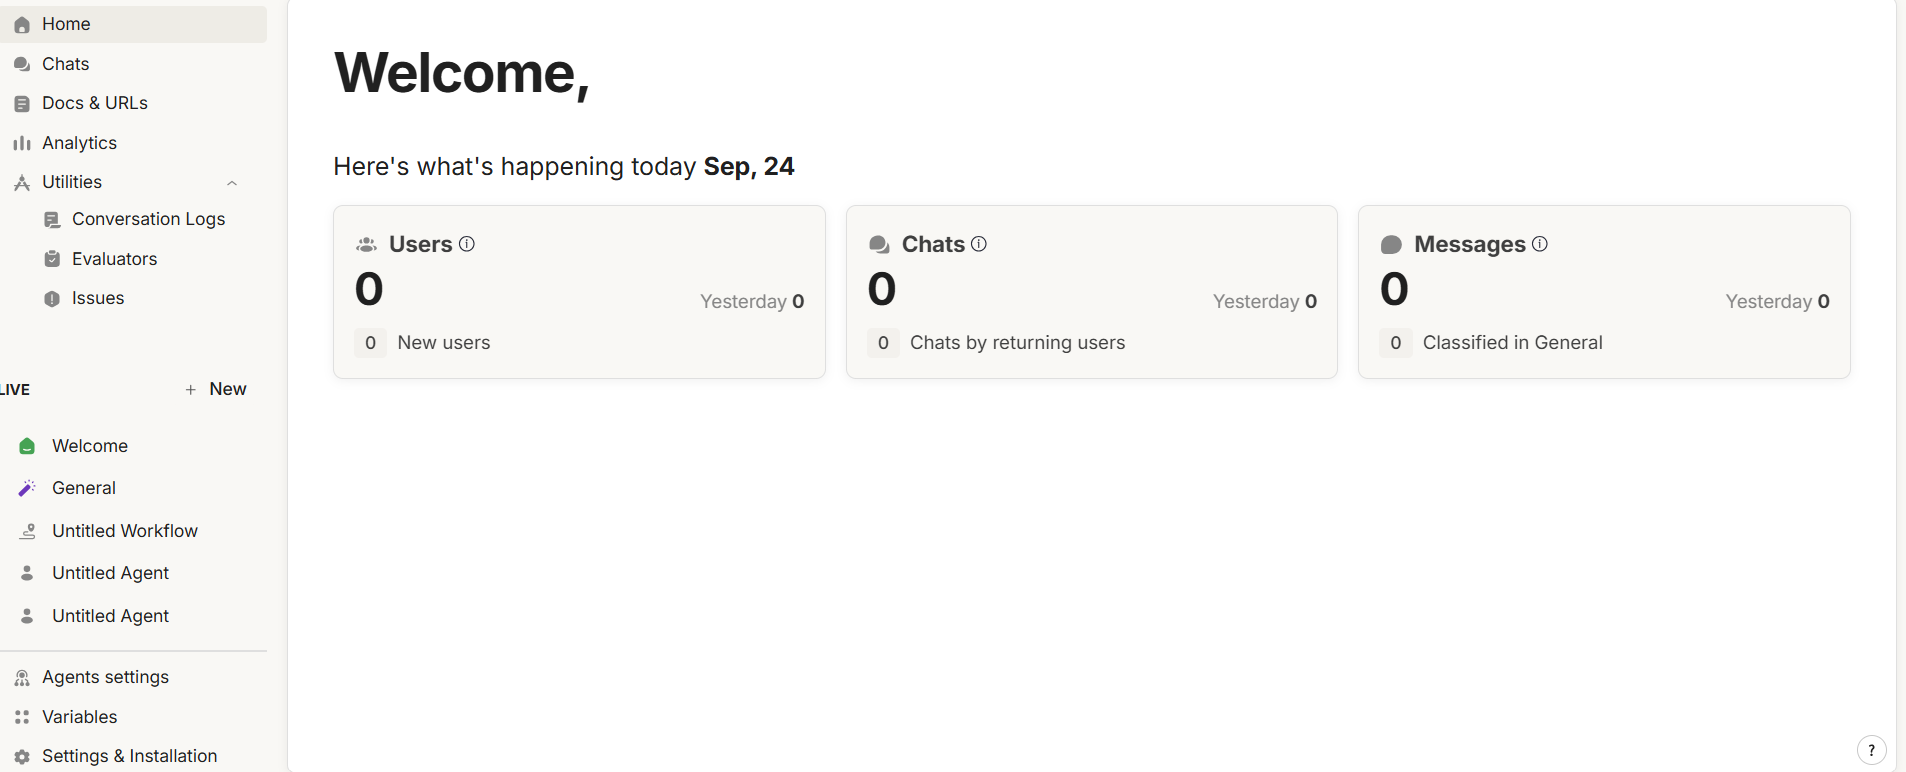 Home
Chats
Docs & URLs
Analytics
Utilities
Conversation Logs
Evaluators
Issues
LIVE
+ New
Welcome
General
Untitled Workflow
Untitled Agent
Untitled Agent
Agents settings
Variables
Settings & Installation
Welcome,
Here's what's happening today Sep, 24
Users
0
Yesterday 0
0 New users
Chats
0
Yesterday 0
0 Chats by returning users
Messages
0
Yesterday 0
0 Classified in General
?